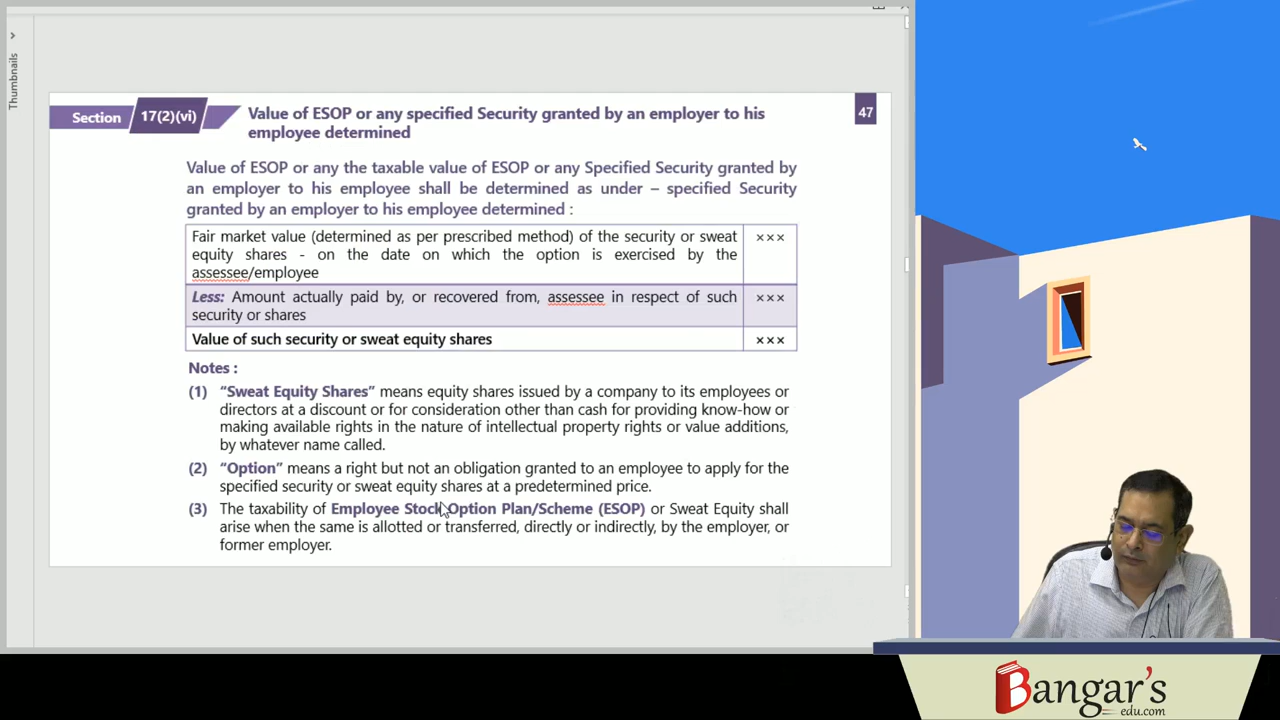 Thumbnails
Section 17(2)(vi) Value of ESOP or any specified Security granted by an employer to his
employee determined
47
Value of ESOP or any the taxable value of ESOP or any Specified Security granted by
an employer to his employee shall be determined as under – specified Security
granted by an employer to his employee determined :
Fair market value (determined as per prescribed method) of the security or sweat
equity shares - on the date on which the option is exercised by the
assessee/employee
×××
Less: Amount actually paid by, or recovered from, assessee in respect of such
security or shares
×××
Value of such security or sweat equity shares ×××
Notes :
(1) “Sweat Equity Shares” means equity shares issued by a company to its employees or
directors at a discount or for consideration other than cash for providing know-how or
making available rights in the nature of intellectual property rights or value additions,
by whatever name called.
(2) “Option” means a right but not an obligation granted to an employee to apply for the
specified security or sweat equity shares at a predetermined price.
(3) The taxability of Employee Stock Option Plan/Scheme (ESOP) or Sweat Equity shall
arise when the same is allotted or transferred, directly or indirectly, by the employer, or
former employer.
Bangar's
edu.com